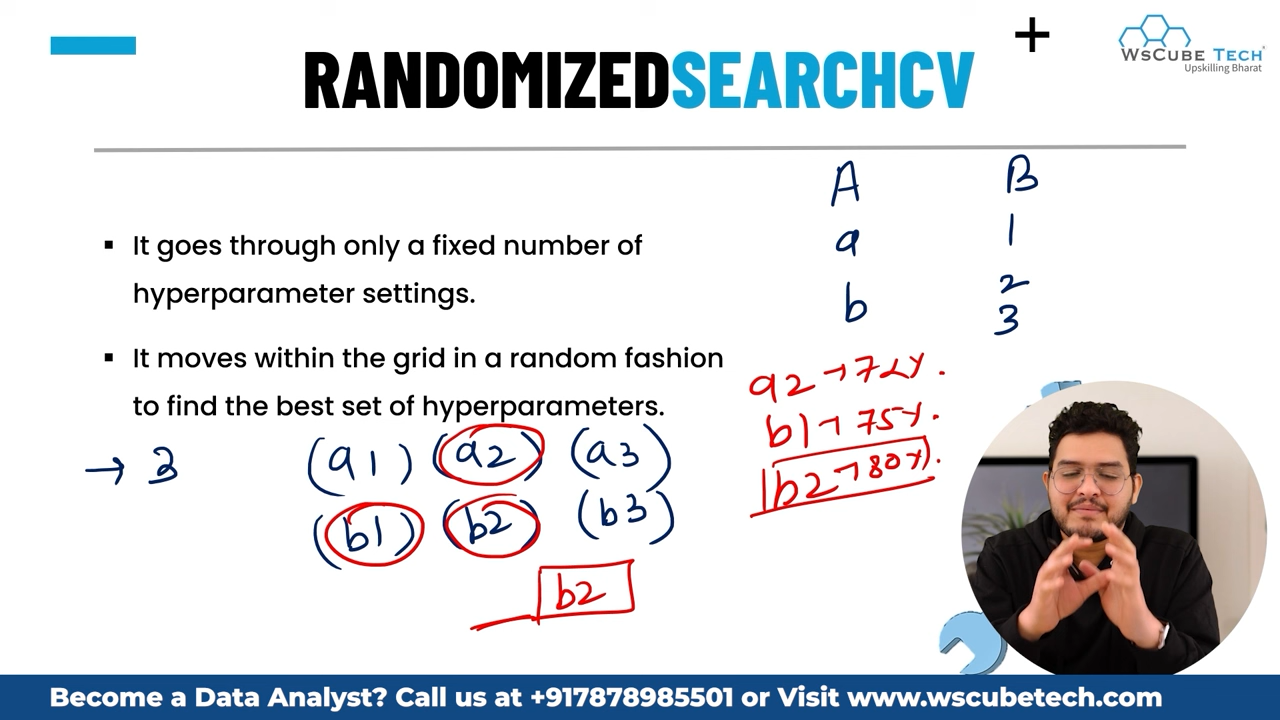 WsCube Tech
Upskilling Bharat
RANDOMIZEDSEARCHCV
A B
a 1
b 2
3
▪ It goes through only a fixed number of
hyperparameter settings.
▪ It moves within the grid in a random fashion
to find the best set of hyperparameters.
a2 → 72%.
b1 → 75%.
b2 → 80%.
→ 3 (a1) (a2) (a3)
(b1) (b2) (b3)
b2
Become a Data Analyst? Call us at +917878985501 or Visit www.wscubetech.com